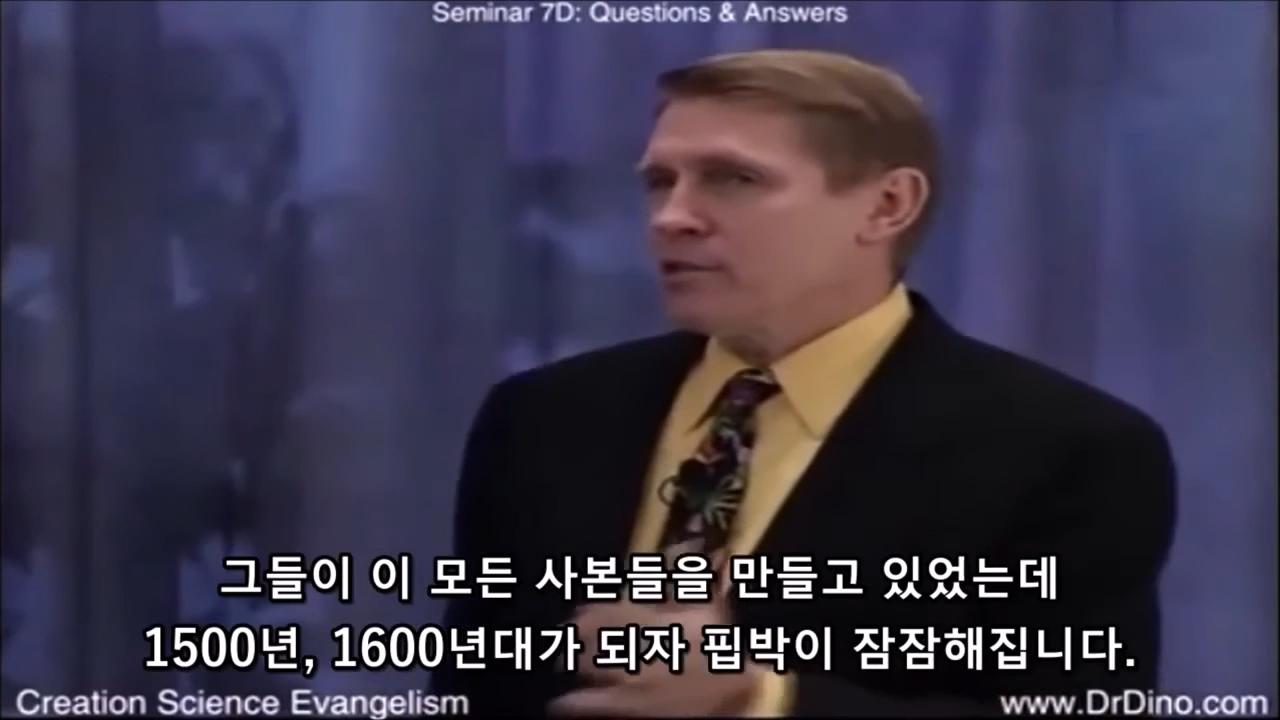 Seminar 7D: Questions & Answers
그들이 이 모든 사본들을 만들고 있었는데
1500년, 1600년대가 되자 핍박이 잠잠해집니다.
Creation Science Evangelism
www.DrDino.com